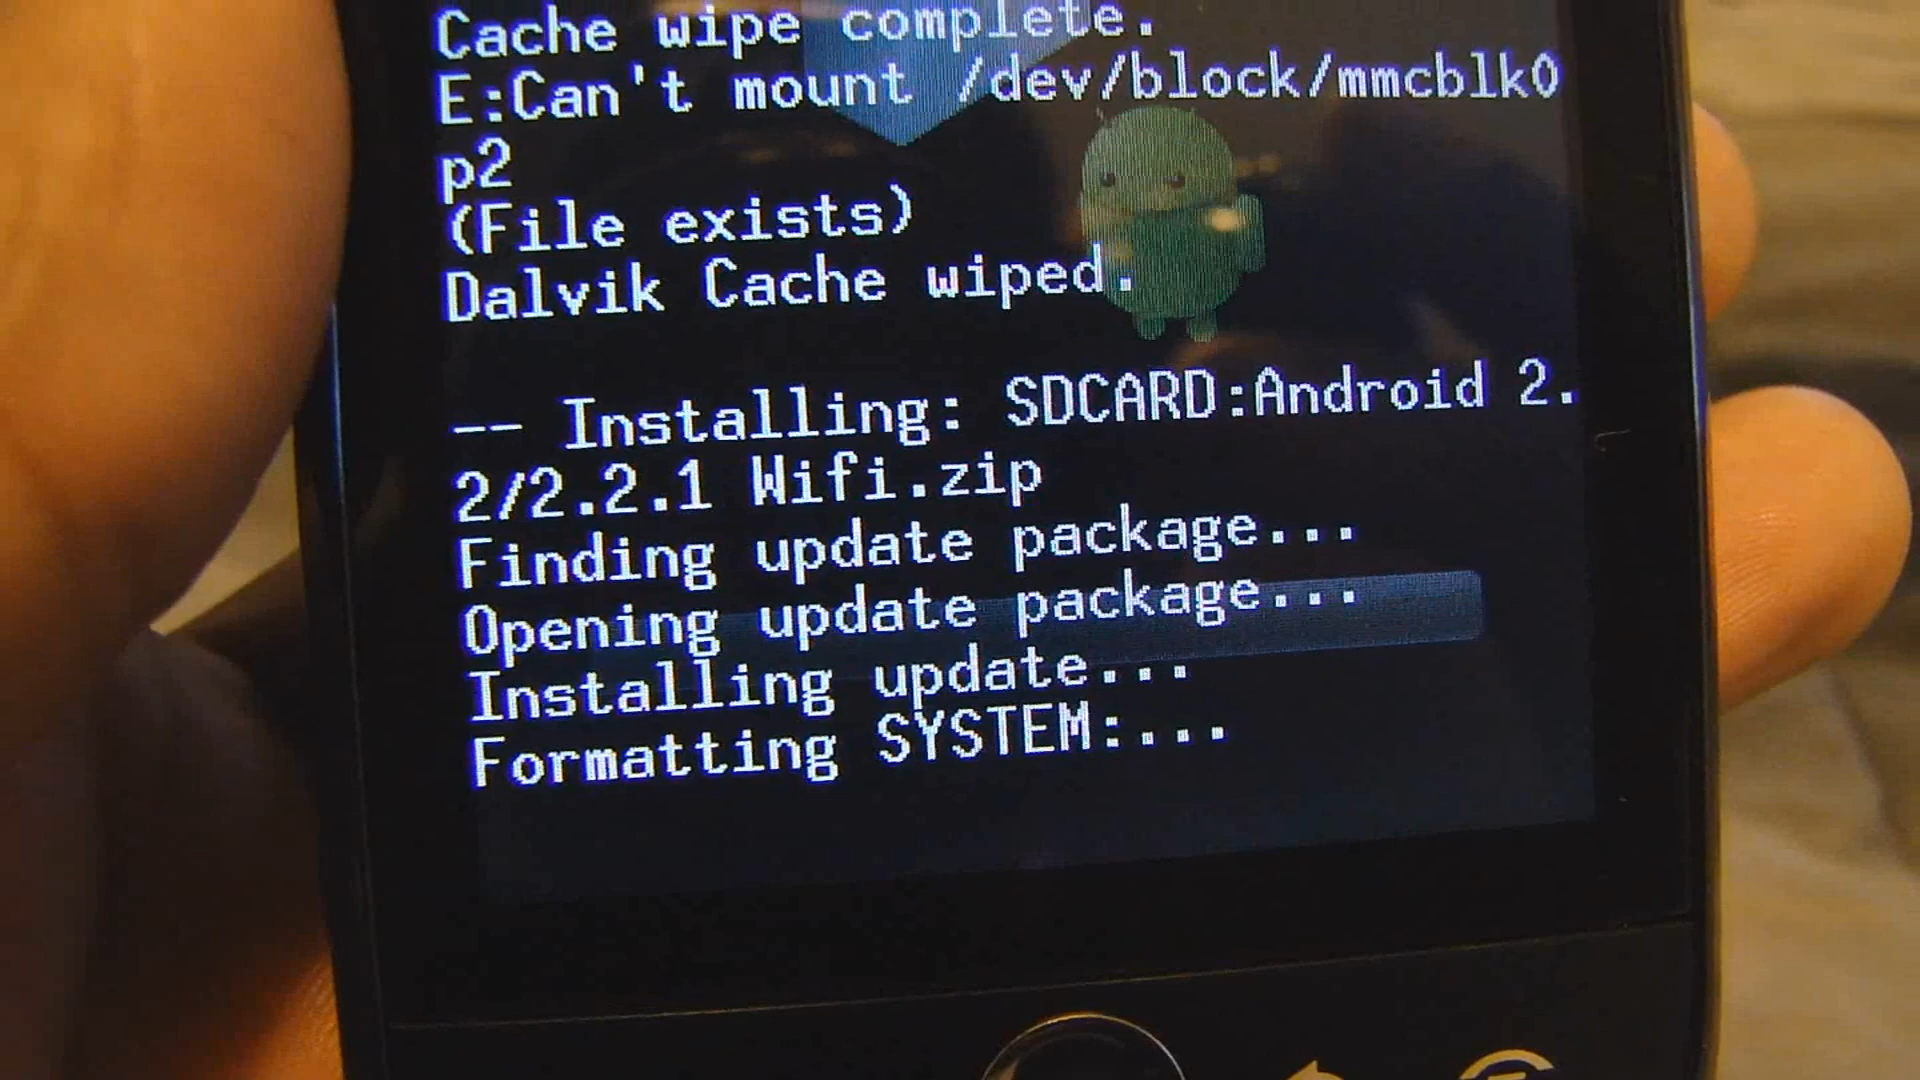 Cache wipe complete.
E:Can't mount /dev/block/mmcblk0
p2
(File exists)
Dalvik Cache wiped.
-- Installing: SDCARD:Android 2.
2/2.2.1 Wifi.zip
Finding update package...
Opening update package...
Installing update...
Formatting SYSTEM:...